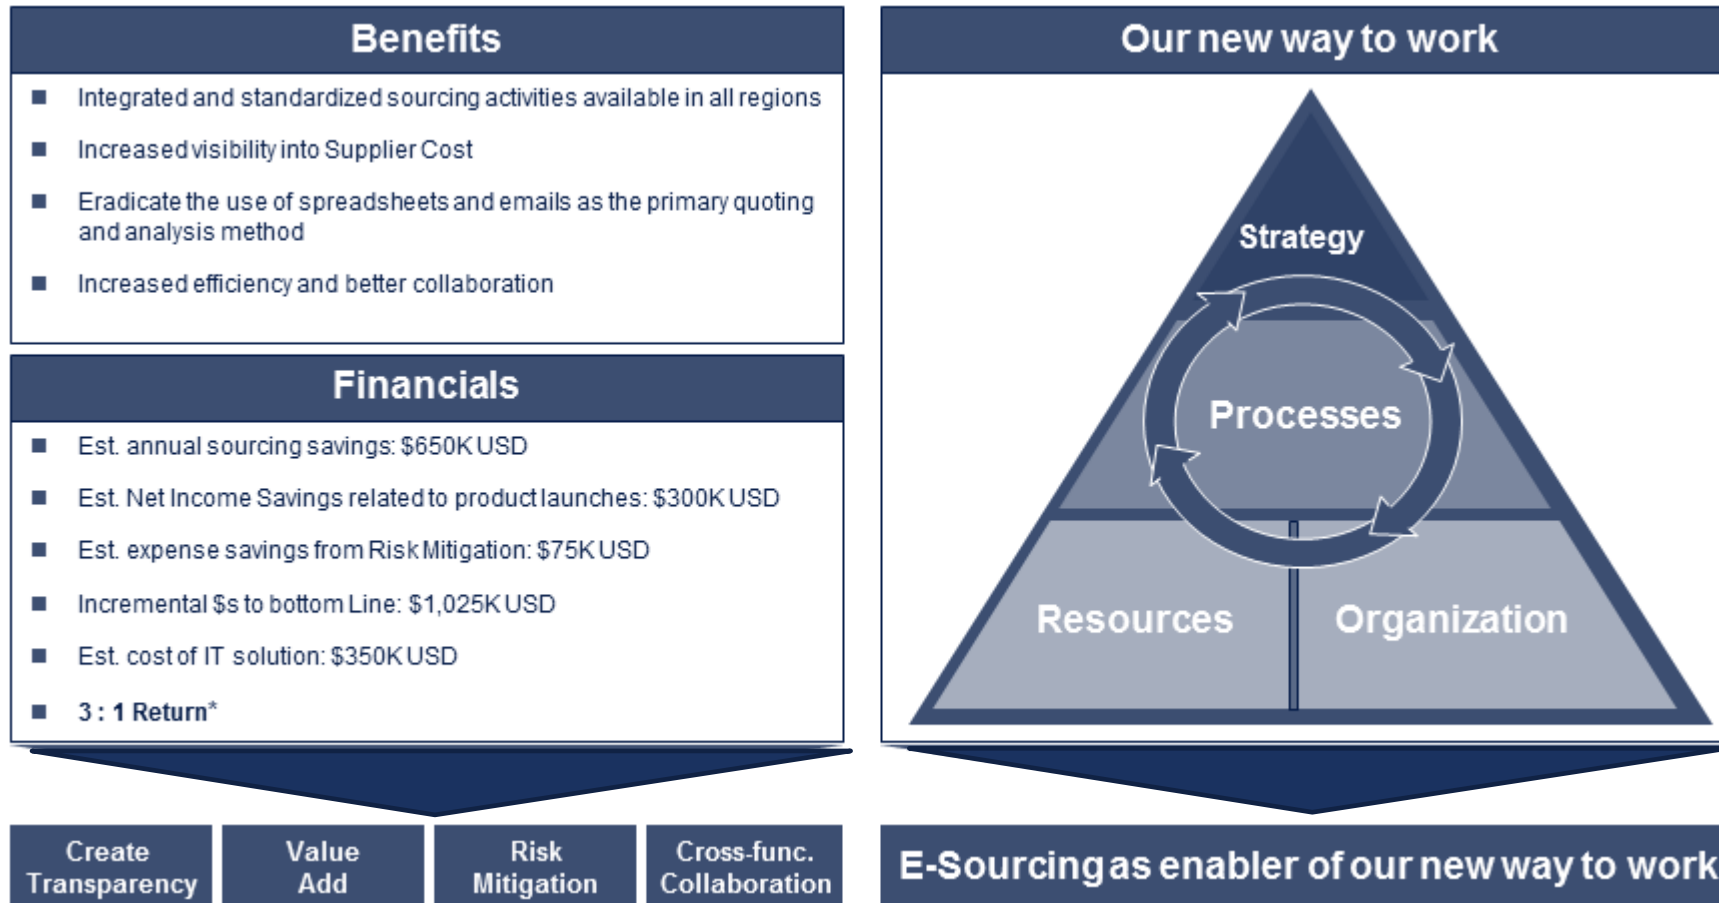 Benefits
Integrated and standardized sourcing activities available in all regions
Increased visibility into Supplier Cost
Eradicate the use of spreadsheets and emails as the primary quoting
and analysis method
Increased efficiency and better collaboration
Financials
Est. annual sourcing savings: $650K USD
Est. Net Income Savings related to product launches: $300K USD
Est. expense savings from Risk Mitigation: $75K USD
Incremental $s to bottom Line: $1,025K USD
Est. cost of IT solution: $350K USD
3 : 1 Return*
Create
Transparency
Value
Add
Risk
Mitigation
Cross-func.
Collaboration
Our new way to work
Strategy
Processes
Resources
Organization
E-Sourcing as enabler of our new way to work